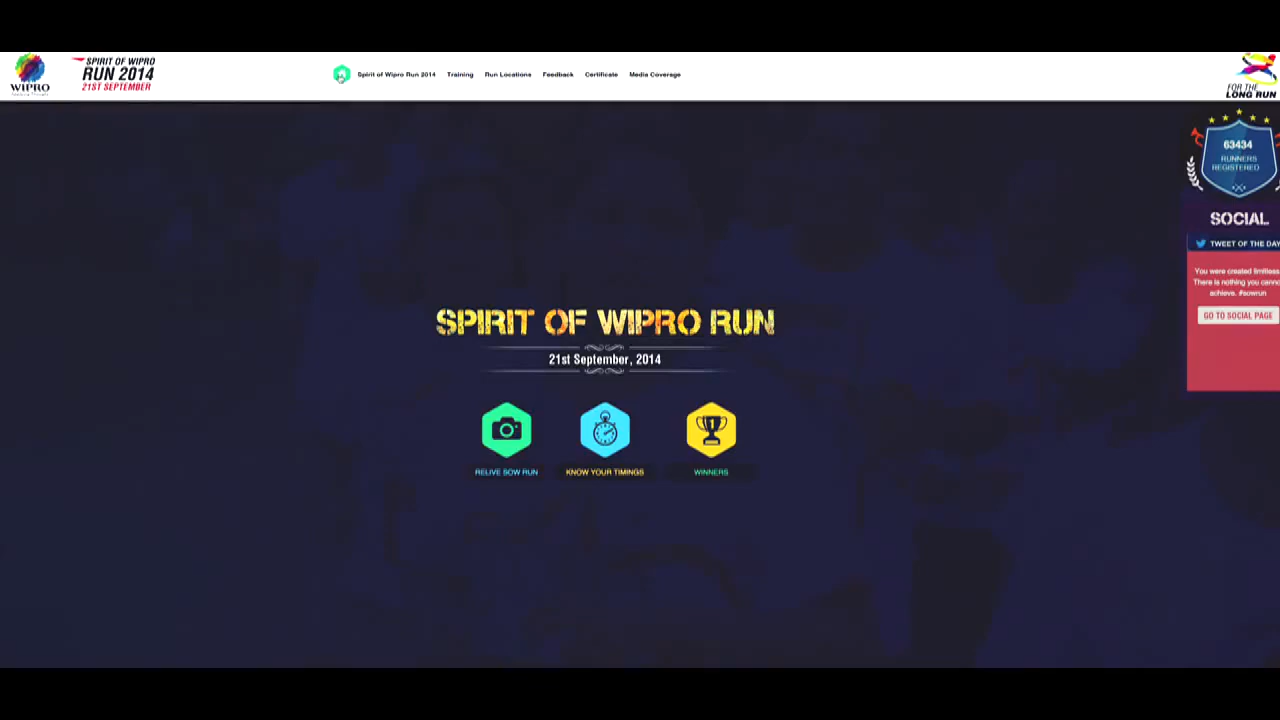 WIPRO
SPIRIT OF WIPRO
RUN 2014
21ST SEPTEMBER
Spirit of Wipro Run 2014 Training Run Locations Feedback Certificate Media Coverage
FOR THE
LONG RUN
63434
RUNNERS
REGISTERED
SOCIAL
TWEET OF THE DAY
You were created limitless
There is nothing you canno
achieve. #sowrun
GO TO SOCIAL PAGE
SPIRIT OF WIPRO RUN
21st September, 2014
RELIVE SOW RUN KNOW YOUR TIMINGS WINNERS
1